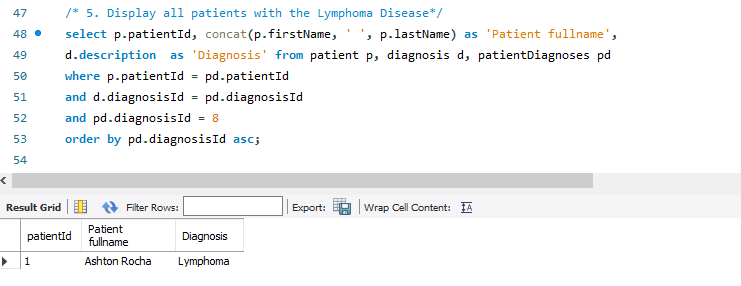 47 /* 5. Display all patients with the Lymphoma Disease*/
48 select p.patientId, concat(p.firstName, ' ', p.lastName) as 'Patient fullname',
49 d.description  as 'Diagnosis' from patient p, diagnosis d, patientDiagnoses pd
50 where p.patientId = pd.patientId
51 and d.diagnosisId = pd.diagnosisId
52 and pd.diagnosisId = 8
53 order by pd.diagnosisId asc;
54
Result Grid Filter Rows: Export: Wrap Cell Content:
patientId Patient fullname Diagnosis
1 Ashton Rocha Lymphoma